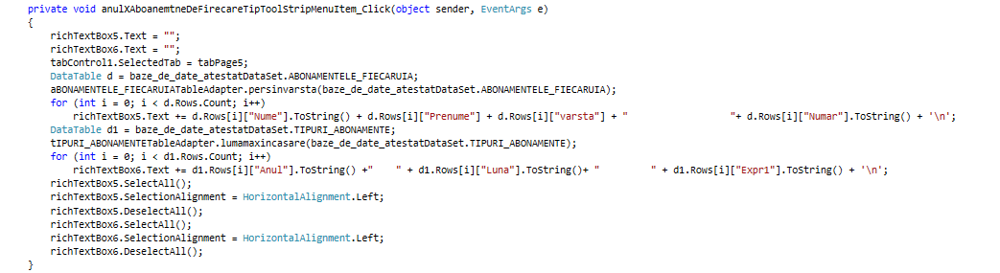 private void anulXAboanemtneDeFirecareTipToolStripMenuItem_Click(object sender, EventArgs e)
{
richTextBox5.Text = "";
richTextBox6.Text = "";
tabControl1.SelectedTab = tabPage5;
DataTable d = baze_de_date_atestatDataSet.ABONAMENTELE_FIECARUIA;
aBONAMENTELE_FIECARUIATableAdapter.persinvarsta(baze_de_date_atestatDataSet.ABONAMENTELE_FIECARUIA);
for (int i = 0; i < d.Rows.Count; i++)
richTextBox5.Text += d.Rows[i]["Nume"].ToString() + d.Rows[i]["Prenume"] + d.Rows[i]["varsta"] + "                "+ d.Rows[i]["Numar"].ToString() + '\n';
DataTable d1 = baze_de_date_atestatDataSet.TIPURI_ABONAMENTE;
tIPURI_ABONAMENTETableAdapter.lumamaxincasare(baze_de_date_atestatDataSet.TIPURI_ABONAMENTE);
for (int i = 0; i < d1.Rows.Count; i++)
richTextBox6.Text += d1.Rows[i]["Anul"].ToString() +"    " + d1.Rows[i]["Luna"].ToString()+ "         " + d1.Rows[i]["Expr1"].ToString() + '\n';
richTextBox5.SelectAll();
richTextBox5.SelectionAlignment = HorizontalAlignment.Left;
richTextBox5.DeselectAll();
richTextBox6.SelectAll();
richTextBox6.SelectionAlignment = HorizontalAlignment.Left;
richTextBox6.DeselectAll();
}